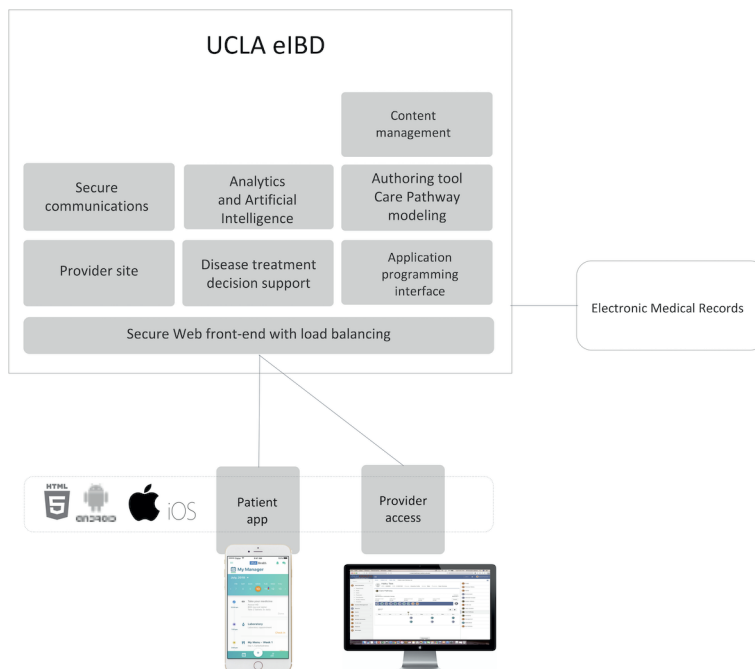 UCLA eIBD
Content
management
Secure
communications
Analytics
and Artificial
Intelligence
Authoring tool
Care Pathway
modeling
Provider site
Disease treatment
decision support
Application
programming
interface
Secure Web front-end with load balancing
Electronic Medical Records
HTML
5
ANDROID
iOS
Patient
app
Provider
access
My Manager
Laboratory